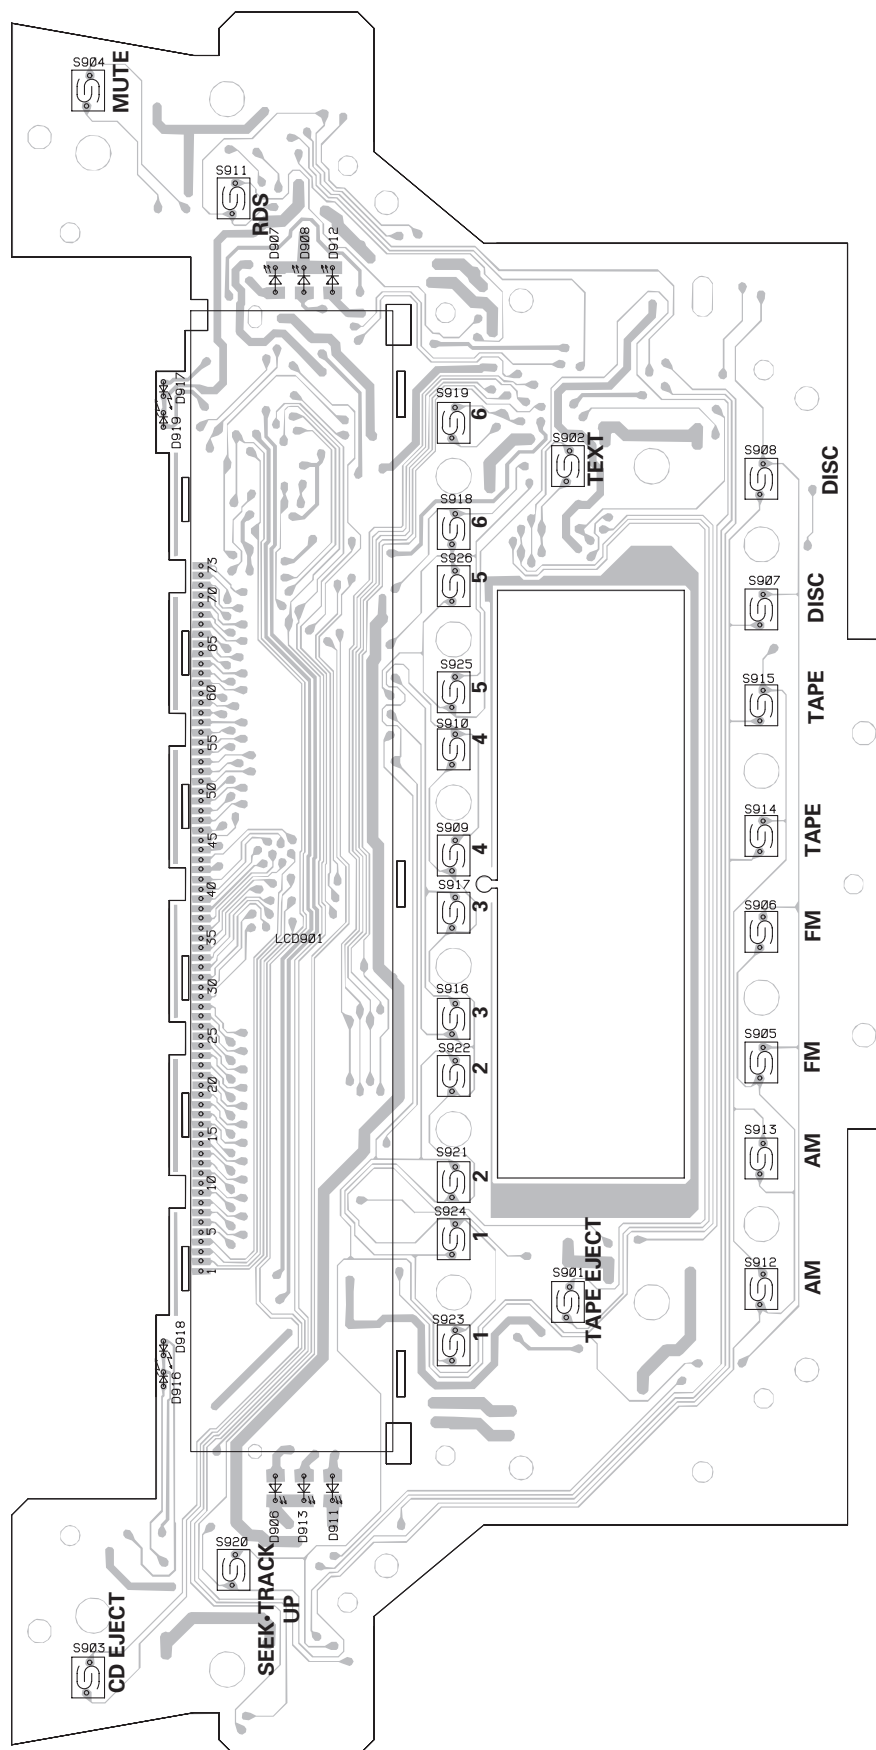 S904
MUTE
S911
RDS
D907
D908
D912
D917
D919
S919
6
S902
TEXT
S908
DISC
S918
6
S926
5
S907
DISC
73
70
65
60
55
50
45
40
35
30
25
20
15
10
5
1
S925
5
S915
TAPE
S910
4
S914
TAPE
S909
4
S917
3
S906
FM
LCD901
S916
3
S905
FM
S922
2
S913
AM
S921
2
S924
1
S912
AM
S901
TAPE EJECT
S923
1
D918
D916
D906
D913
D911
S920
SEEK•TRACK
UP
S903
CD EJECT